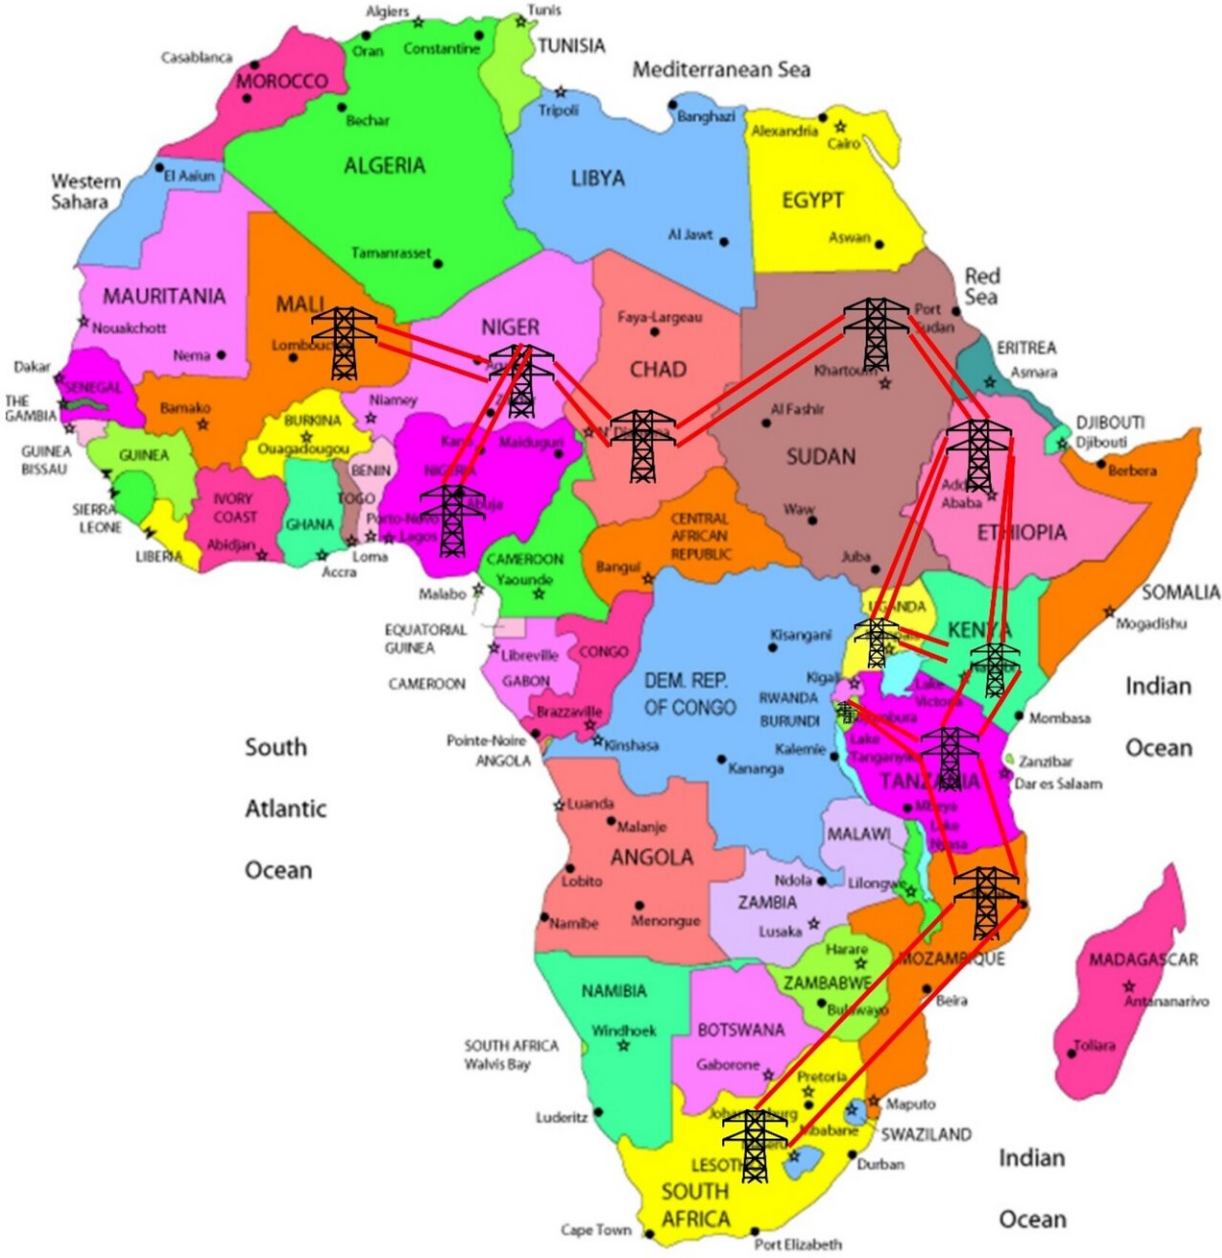 Algiers
Tunis
Oran
Constantine
TUNISIA
Casablanca
MOROCCO
Mediterranean Sea
Tripoli
Banghazi
Bechar
Alexandria
Cairo
ALGERIA
LIBYA
EGYPT
Western
Sahara
El Aaiun
Al Jawt
Aswan
Tamanrasset
Red
Sea
MAURITANIA
MALI
NIGER
Faya-Largeau
Port
Nouakchott
Nema
CHAD
Khartoum
ERITREA
Asmara
Dakar
SENEGAL
THE
GAMBIA
Bamako
Niamey
Al Fashir
DJIBOUTI
Djibouti
BURKINA
Ouagadougou
Kano
Maiduguri
SUDAN
GUINEA
BISSAU
GUINEA
BENIN
NIGERIA
Abuja
Ababa
Berbera
SIERRA
LEONE
IVORY
COAST
TOGO
GHANA
Porto-Novo
Lagos
Waw
ETHIOPIA
CENTRAL
AFRICAN
REPUBLIC
LIBERIA
Abidjan
Loma
Accra
CAMEROON
Yaounde
Bangui
Juba
SOMALIA
Malabo
UGANDA
Mogadishu
EQUATORIAL
GUINEA
Kisangani
KENYA
Libreville
CONGO
GABON
CAMEROON
DEM. REP.
OF CONGO
Kigali
RWANDA
BURUNDI
Lake
Victoria
Indian
Ocean
Mombasa
Brazzaville
Pointe-Noire
Kinshasa
ANGOLA
Kananga
Kalemie
Lake
Tanganyika
Zanzibar
Dar es Salaam
TANZANIA
South
Atlantic
Ocean
Luanda
Malanje
Mbeya
Lake
Nyasa
MALAWI
ANGOLA
Lobito
Ndola
Lilongwe
ZAMBIA
Namibe
Menongue
Lusaka
Harare
MOZAMBIQUE
MADAGASCAR
NAMIBIA
ZAMBABWE
Beira
Antananarivo
Bulawayo
Windhoek
BOTSWANA
SOUTH AFRICA
Walvis Bay
Gaborone
Pretoria
Toliara
Luderitz
Maputo
Mbabane
SWAZILAND
LESOTHO
Durban
Indian
Ocean
SOUTH
AFRICA
Cape Town
Port Elizabeth